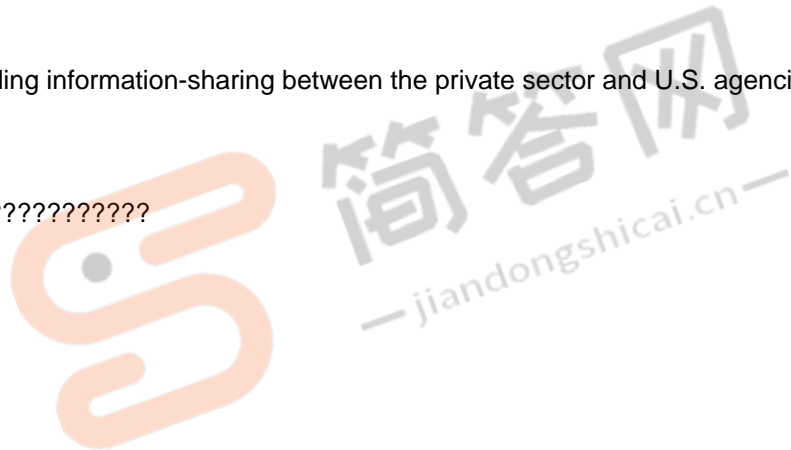 ling information-sharing between the private sector and U.S. agenci
???????????
简答网
— jiandongshicai.cn —